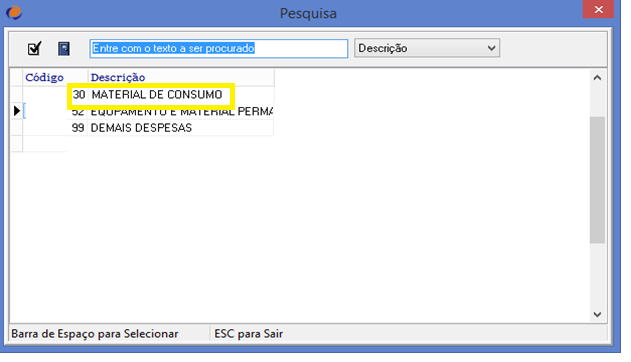 Pesquisa
Entre com o texto a ser procurado Descrição
Código Descrição
30 MATERIAL DE CONSUMO
52 EQUPAMENTO E MATERIAL PERMA
99 DEMAIS DESPESAS
Barra de Espaço para Selecionar ESC para Sair